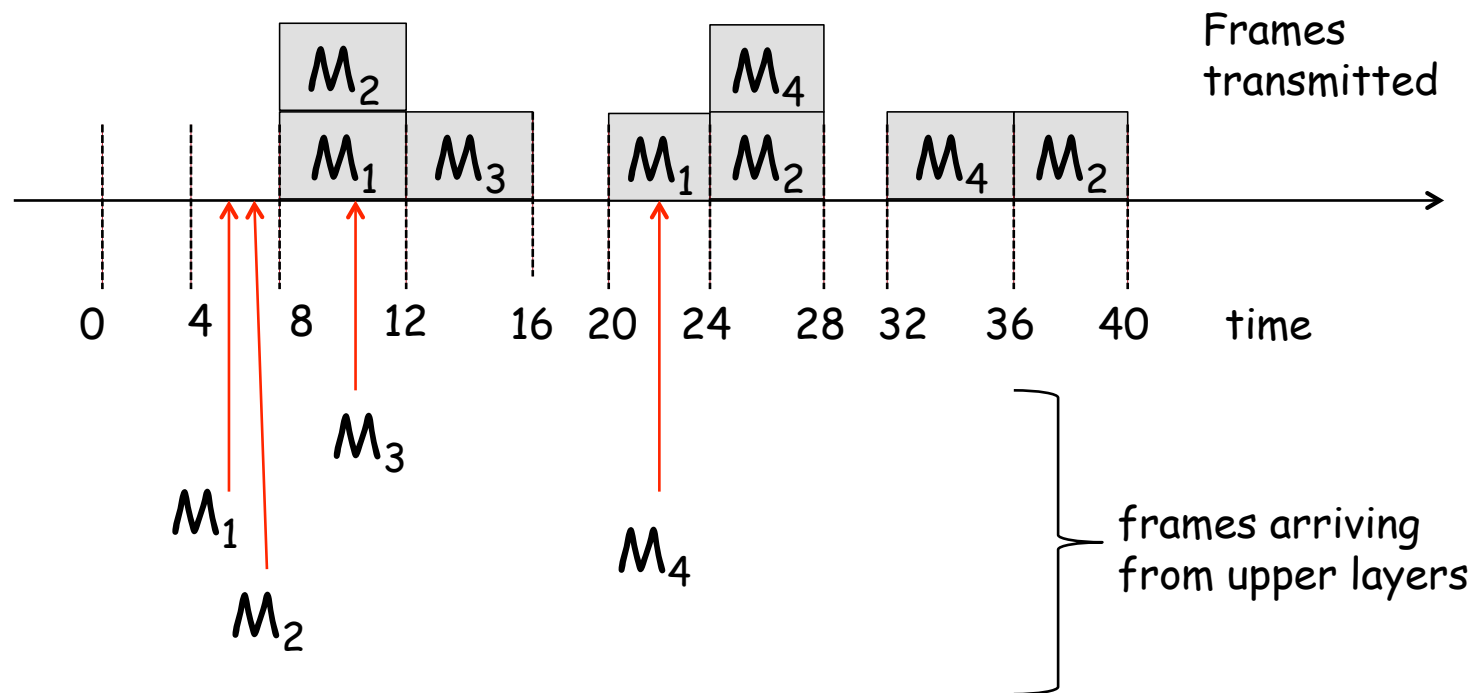 Frames
transmitted
M₂
M₄
M₁
M₃
M₁
M₂
M₄
M₂
0 4 8 12 16 20 24 28 32 36 40 time
M₃
M₁
M₄
M₂
frames arriving
from upper layers